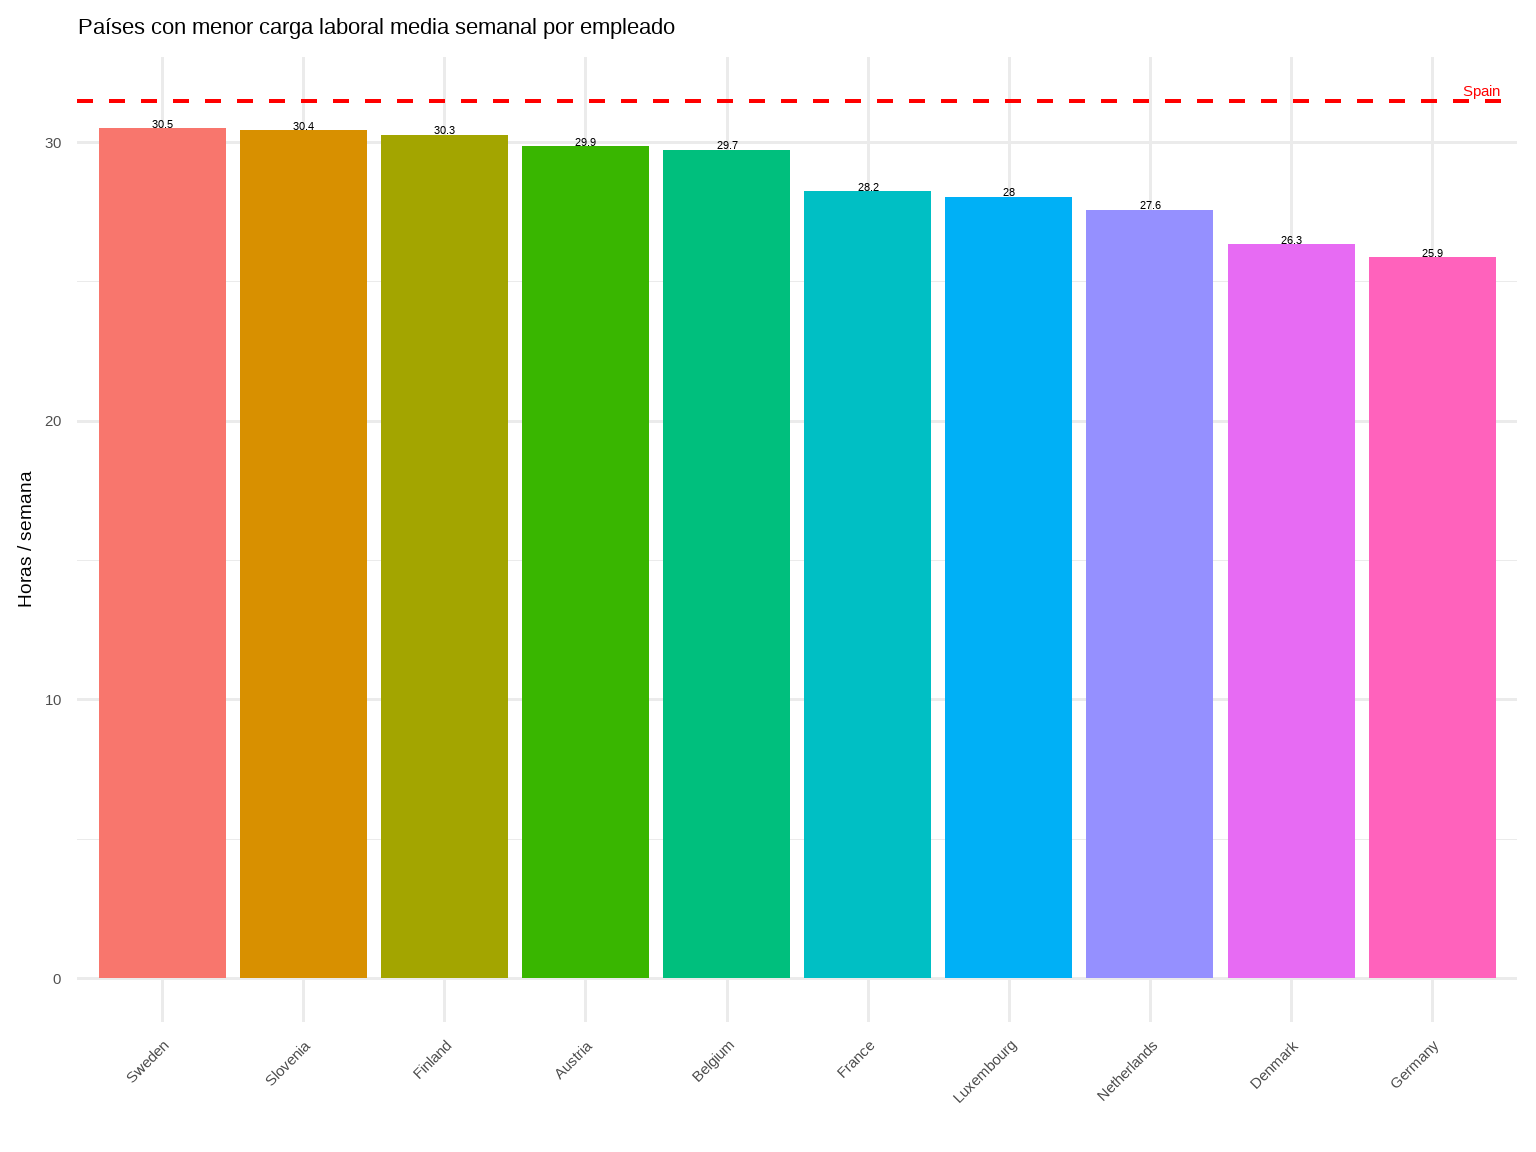 Países con menor carga laboral media semanal por empleado
Spain
30.5
30.4
30.3
29.9
29.7
28.2
28
27.6
26.3
25.9
30
20
10
0
Horas / semana
Sweden
Slovenia
Finland
Austria
Belgium
France
Luxembourg
Netherlands
Denmark
Germany